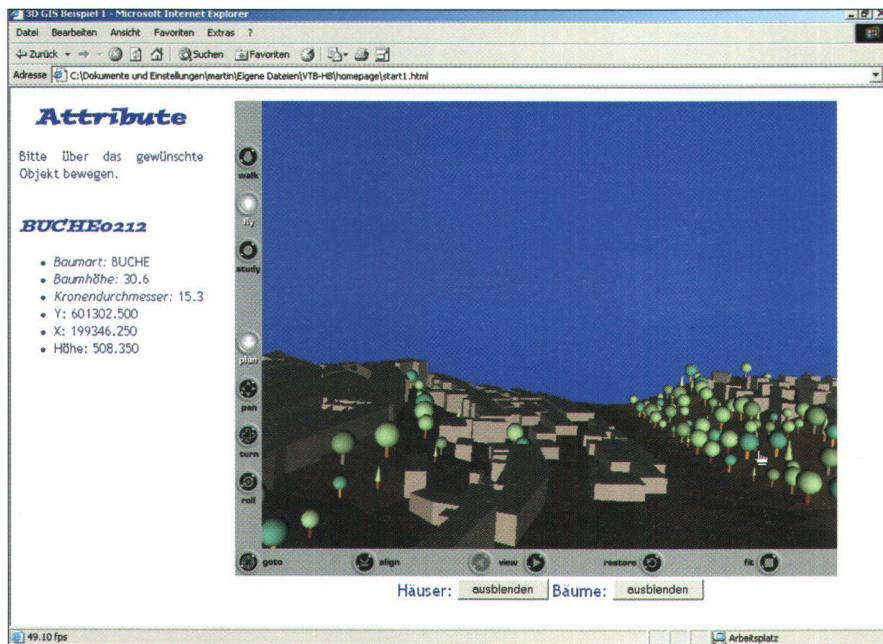 3D GIS Beispiel 1 - Microsoft Internet Explorer
Datei Bearbeiten Ansicht Favoriten Extras ?
Zurück Suchen Favoriten
Adresse C:\Dokumente und Einstellungen\martin\Eigene Dateien\VTB-HB\homepage\start1.html
Attribute
Bitte über das gewünschte
Objekt bewegen.
BUCHE0212
• Baumart: BUCHE
• Baumhöhe: 30.6
• Kronendurchmesser: 15.3
• Y: 601302.500
• X: 199346.250
• Höhe: 508.350
walk
fly
study
plan
pan
turn
roll
goto align view restore fit
Häuser: ausblenden Bäume: ausblenden
49.10 fps Arbeitsplatz